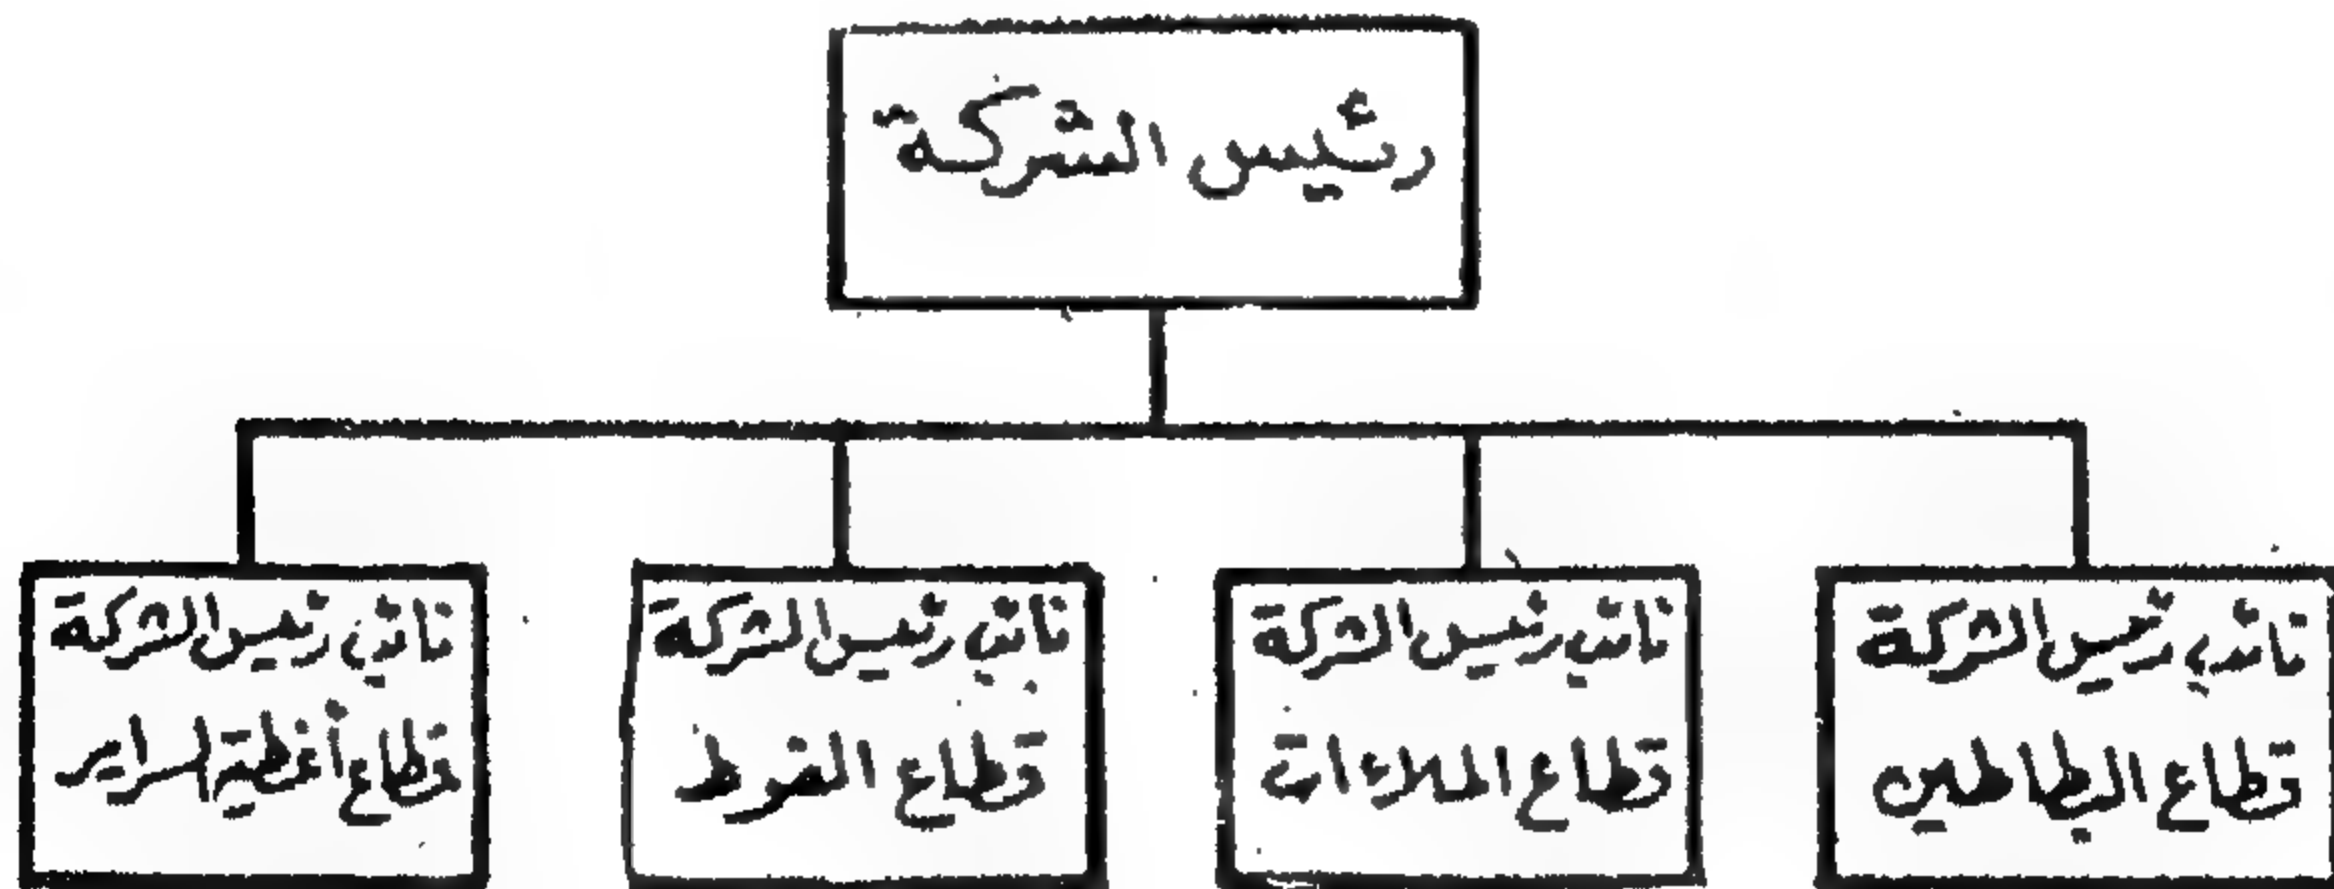 رئيس الشركة
نائب رئيس الشركة
قطاع البطاطين
نائب رئيس الشركة
قطاع الملاءات
نائب رئيس الشركة
قطاع الفوط
نائب رئيس الشركة
قطاع أغطية السراير